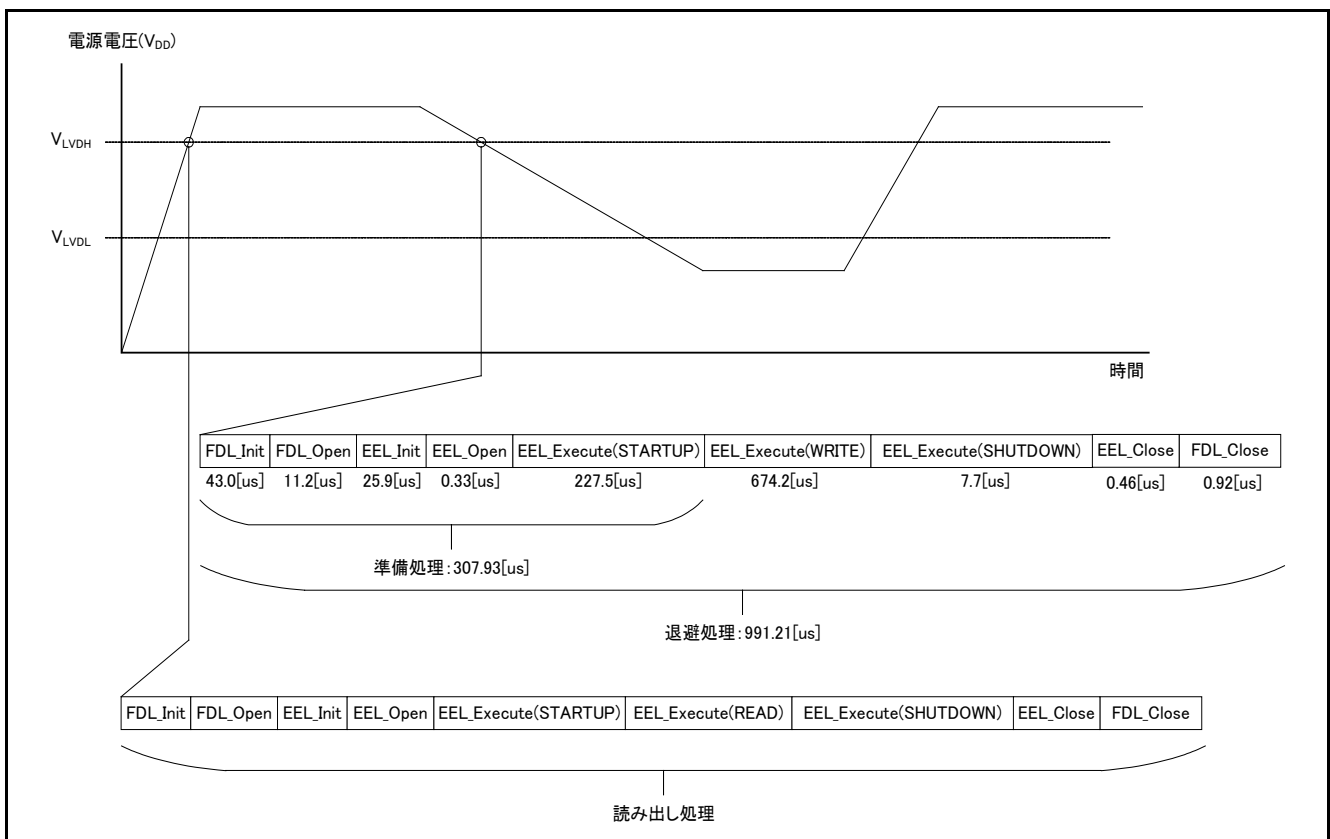 電源電圧(VDD)
VLVDH
VLVDL
時間
FDL_Init FDL_Open EEL_Init EEL_Open EEL_Execute(STARTUP) EEL_Execute(WRITE) EEL_Execute(SHUTDOWN) EEL_Close FDL_Close
43.0[us] 11.2[us] 25.9[us] 0.33[us] 227.5[us] 674.2[us] 7.7[us] 0.46[us] 0.92[us]
準備処理:307.93[us]
退避処理:991.21[us]
FDL_Init FDL_Open EEL_Init EEL_Open EEL_Execute(STARTUP) EEL_Execute(READ) EEL_Execute(SHUTDOWN) EEL_Close FDL_Close
読み出し処理